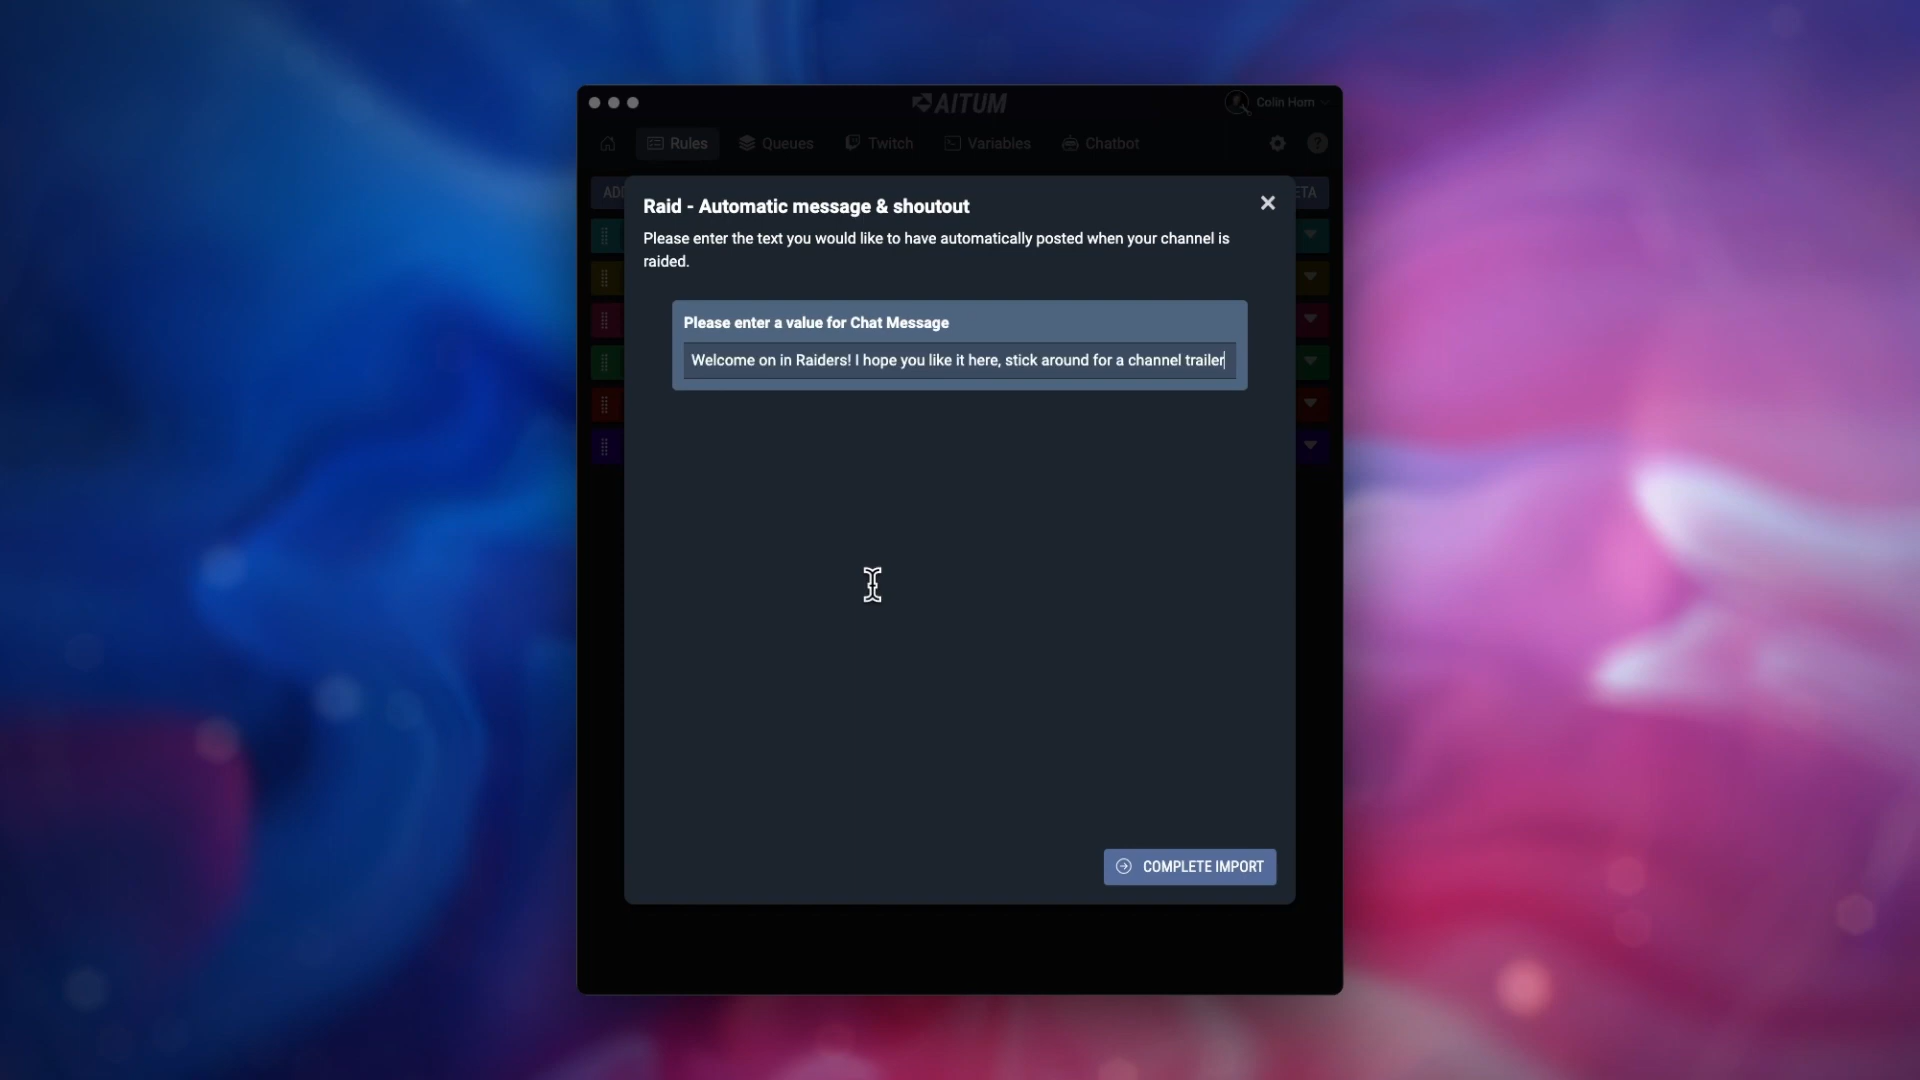 AITUM
Colin Horn
Rules Queues Twitch Variables Chatbot
?
Raid - Automatic message & shoutout
Please enter the text you would like to have automatically posted when your channel is
raided.
Please enter a value for Chat Message
Welcome on in Raiders! I hope you like it here, stick around for a channel trailer
COMPLETE IMPORT